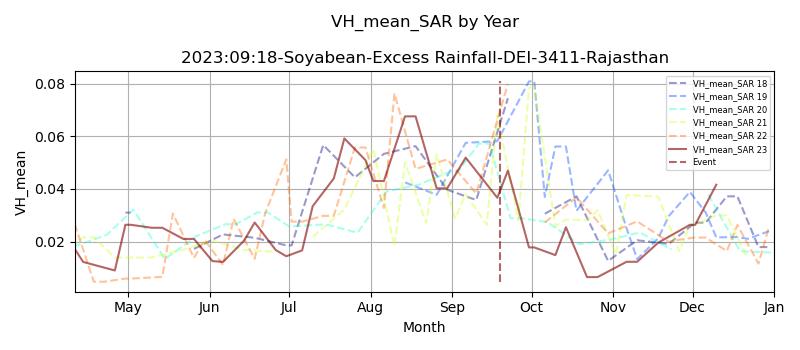 VH_mean_SAR by Year
2023:09:18-Soyabean-Excess Rainfall-DEI-3411-Rajasthan
VH_mean
0.08
0.06
0.04
0.02
VH_mean_SAR 18
VH_mean_SAR 19
VH_mean_SAR 20
VH_mean_SAR 21
VH_mean_SAR 22
VH_mean_SAR 23
Event
May Jun Jul Aug Sep Oct Nov Dec Jan
Month